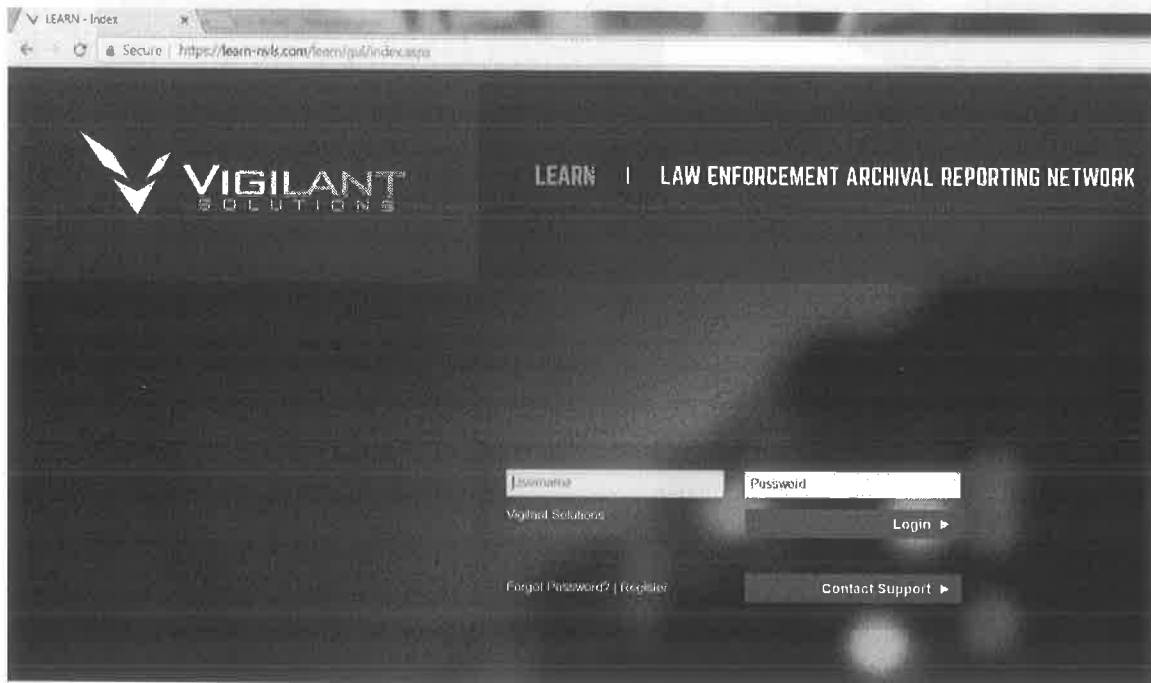 LEARN - Index
Secure | https://learn-nvls.com/learn/gui/index.aspx
VIGILANT
SOLUTIONS
LEARN | LAW ENFORCEMENT ARCHIVAL REPORTING NETWORK
Username Password
Vigilant Solutions Login
Forgot Password? | Register Contact Support